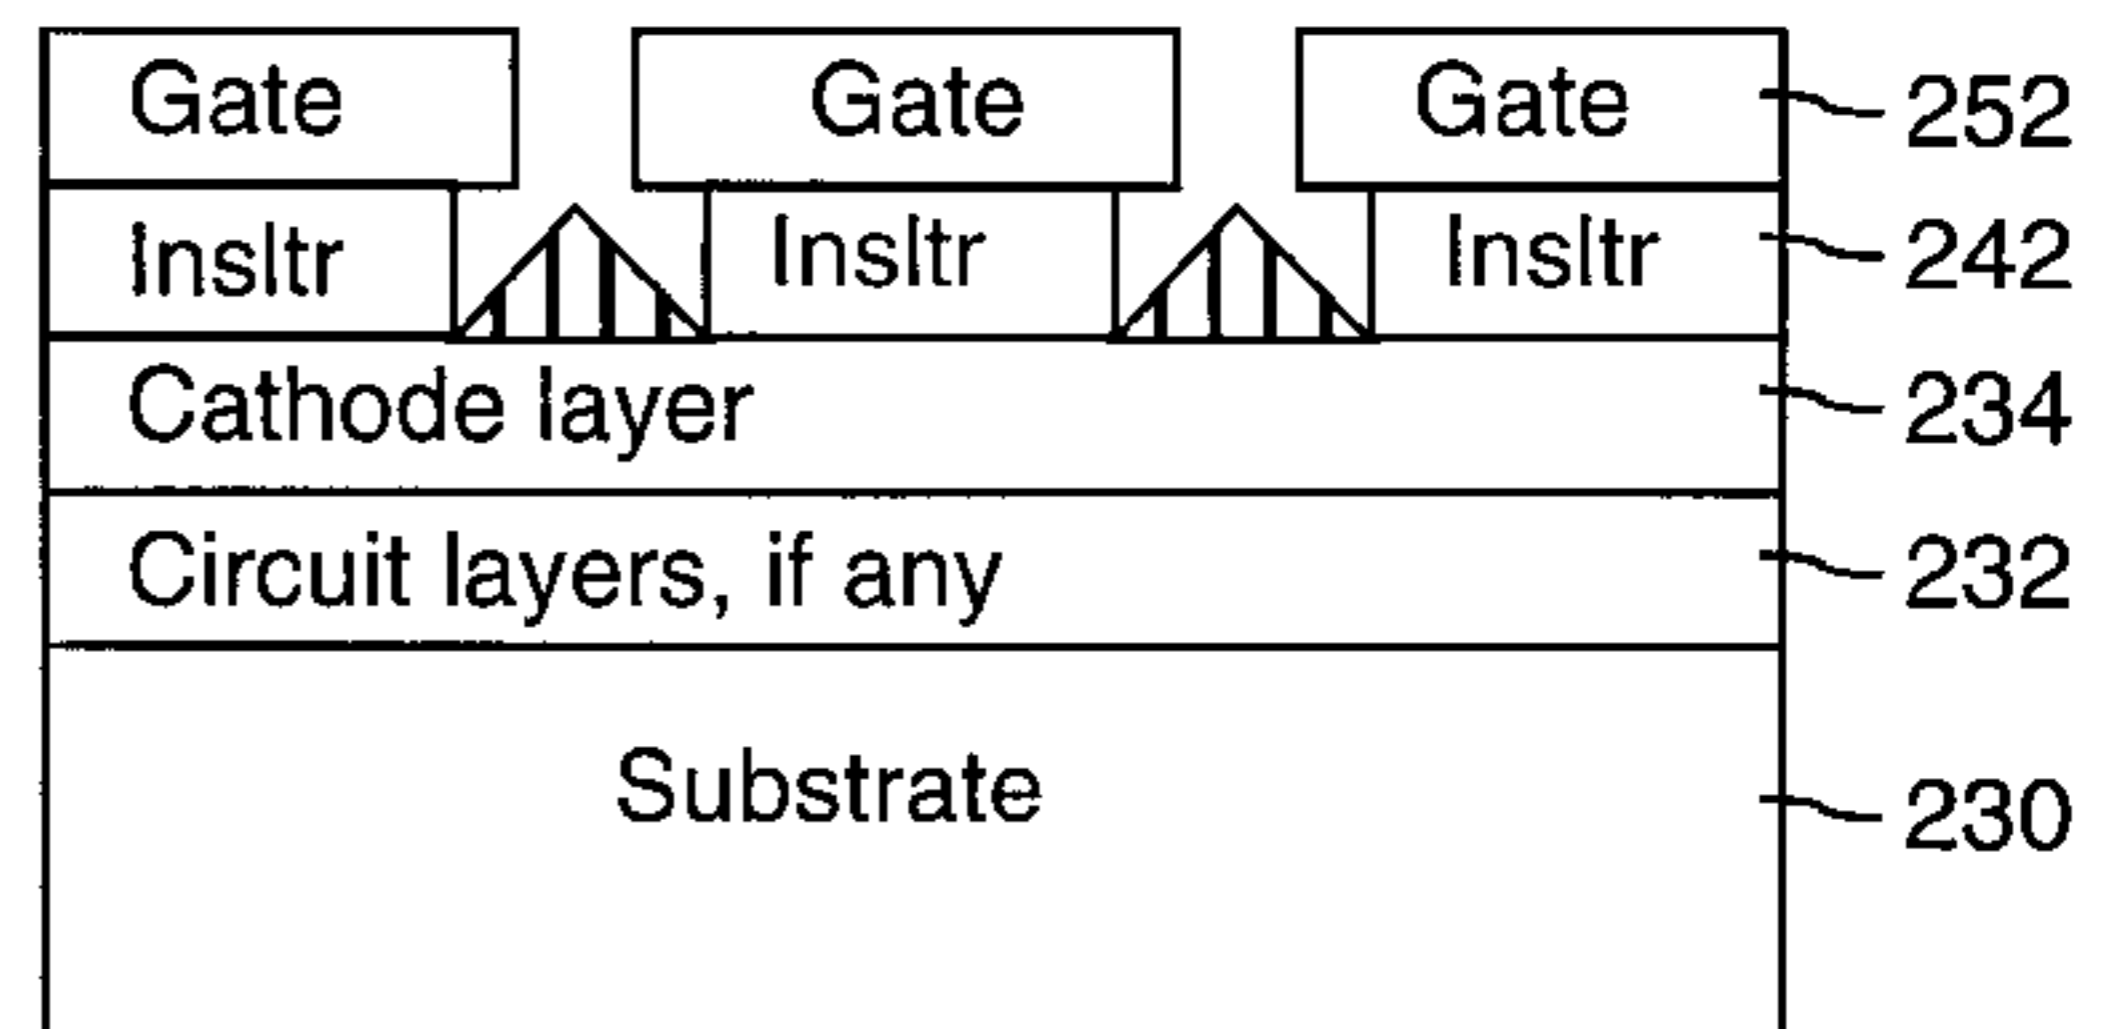 Gate Gate Gate 252
Insltr Insltr Insltr 242
Cathode layer 234
Circuit layers, if any 232
Substrate 230